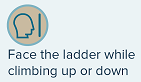 Face the ladder while
climbing up or down